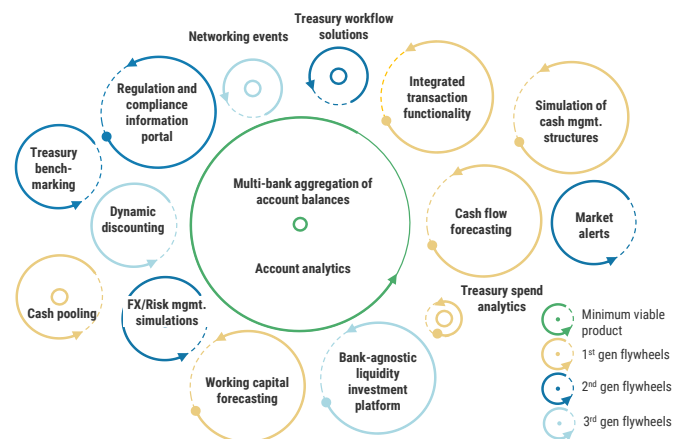 Networking events
Treasury workflow
solutions
Regulation and
compliance
information
portal
Integrated
transaction
functionality
Simulation of
cash mgmt.
structures.
Treasury
bench-
marking
Multi-bank aggregation of
account balances
Account analytics
Dynamic
discounting
Cash flow
forecasting
Market
alerts
Cash pooling
FX/Risk mgmt.
simulations
Treasury spend
analytics
Working capital
forecasting
Bank-agnostic
liquidity
investment
platform
Minimum viable
product
1st gen flywheels
2nd gen flywheels
3rd gen flywheels